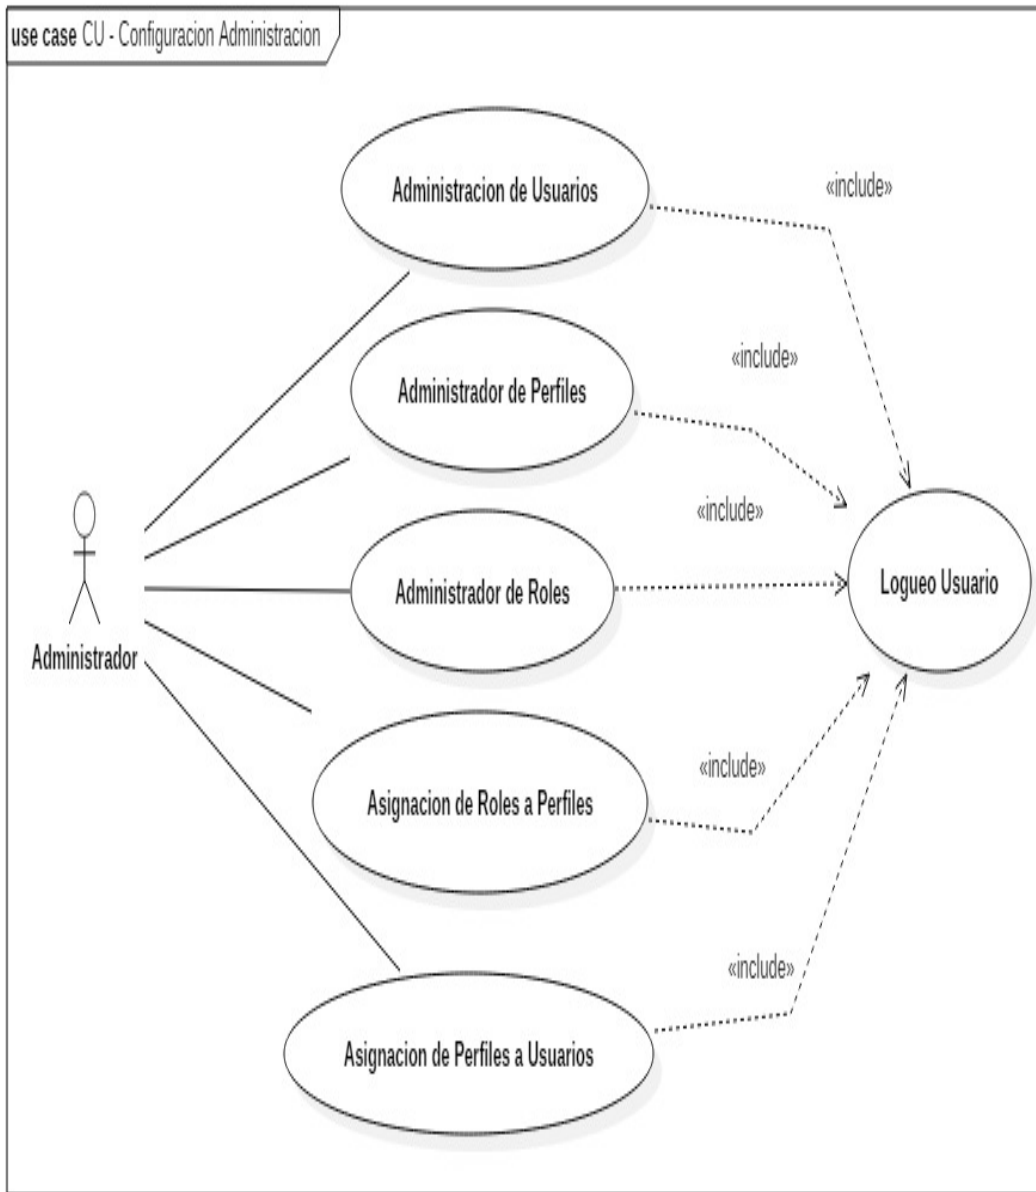 use case CU - Configuracion Administracion
Administracion de Usuarios
«include»
Administrador de Perfiles
«include»
Administrador de Roles
«include»
Logueo Usuario
Administrador
Asignacion de Roles a Perfiles
«include»
Asignacion de Perfiles a Usuarios
«include»